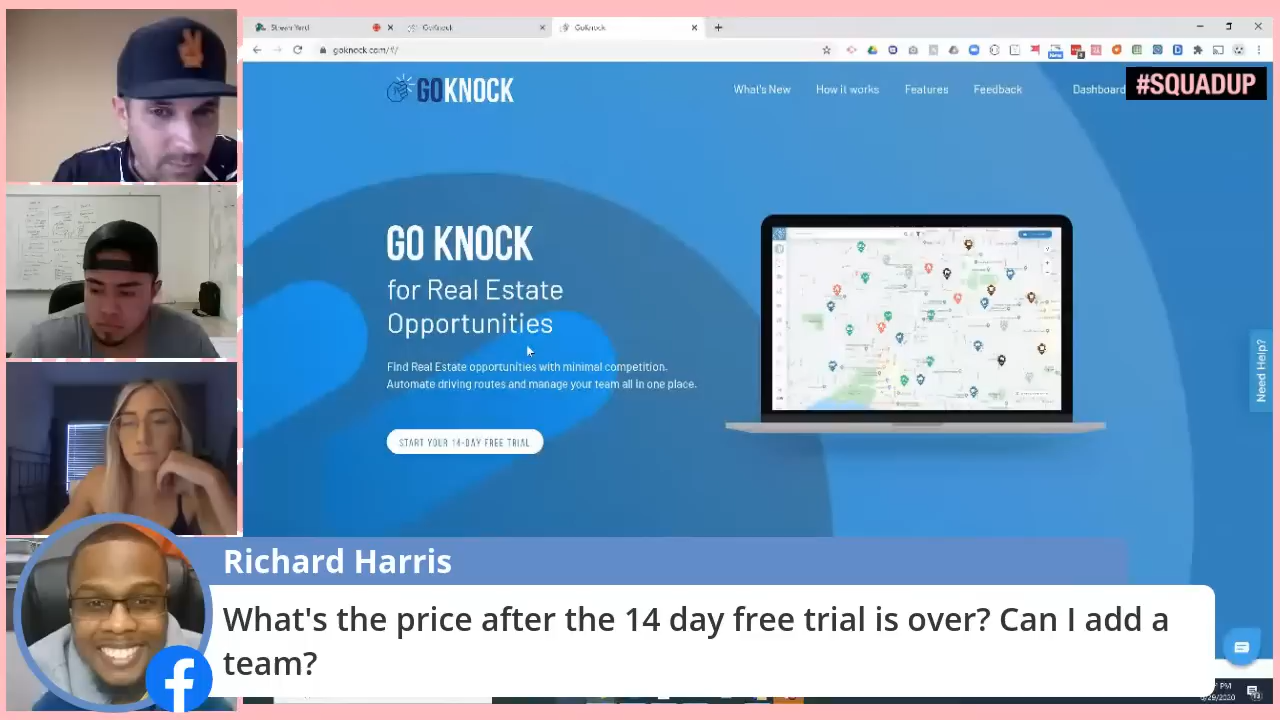 GoKnock
GoKnock
goknock.com/f/
GOKNOCK
What's New
How it works
Features
Feedback
Dashboard
#SQUADUP
GO KNOCK
for Real Estate
Opportunities
Find Real Estate opportunities with minimal competition.
Automate driving routes and manage your team all in one place.
START YOUR 14-DAY FREE TRIAL
Need Help?
Richard Harris
What's the price after the 14 day free trial is over? Can I add a
team?
PM